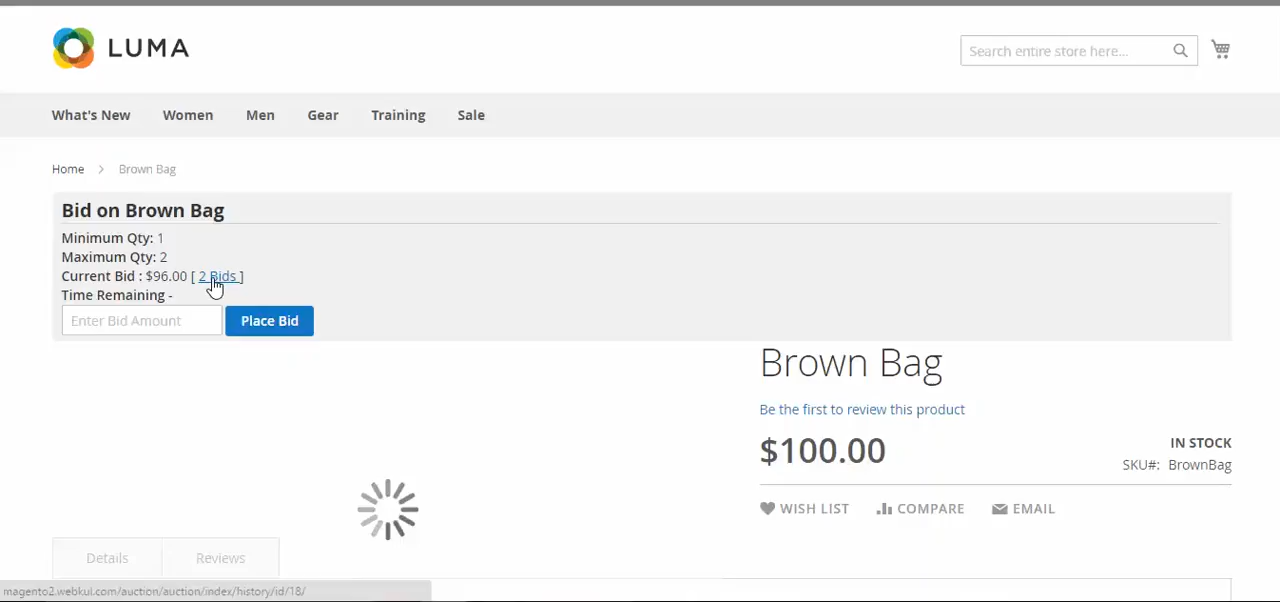 LUMA
Search entire store here...
What's New Women Men Gear Training Sale
Home > Brown Bag
Bid on Brown Bag
Minimum Qty: 1
Maximum Qty: 2
Current Bid : $96.00 [ 2 Bids ]
Time Remaining -
Enter Bid Amount Place Bid
Brown Bag
Be the first to review this product
$100.00
IN STOCK
SKU#: BrownBag
WISH LIST COMPARE EMAIL
Details Reviews
magento2.webkul.com/auction/auction/index/history/id/18/